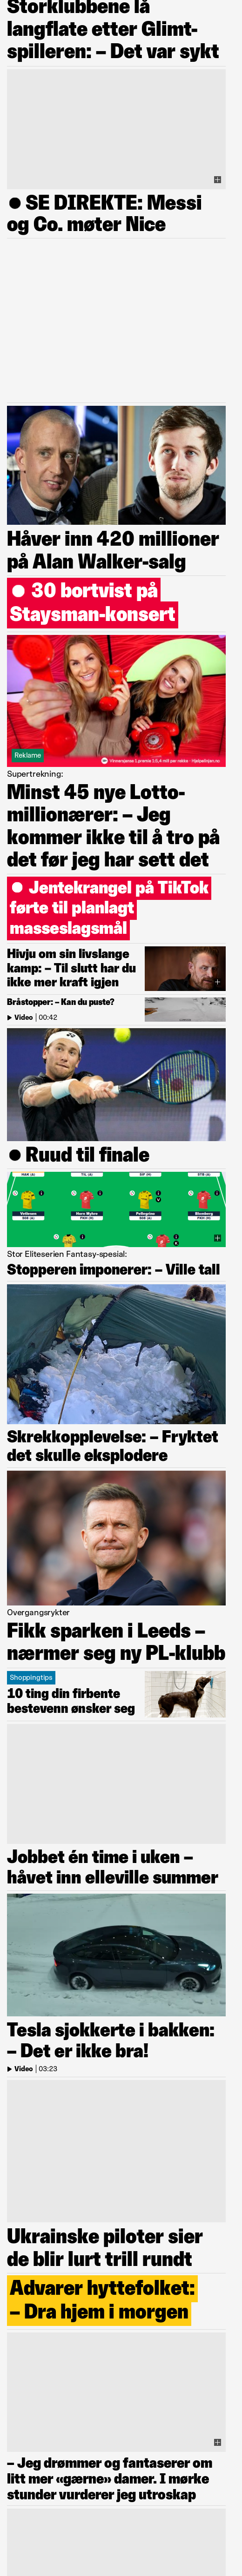 Storklubbene lå
langflate etter Glimt-
spilleren: – Det var sykt
● SE DIREKTE: Messi
og Co. møter Nice
Håver inn 420 millioner
på Alan Walker-salg
● 30 bortvist på
Staysman-konsert
Reklame
Supertrekning:
Minst 45 nye Lotto-
millionærer: – Jeg
kommer ikke til å tro på
det før jeg har sett det
● Jentekrangel på TikTok
førte til planlagt
masseslagsmål
Hivju om sin livslange
kamp: – Til slutt har du
ikke mer kraft igjen
Bråstopper: – Kan du puste?
Video | 00:42
● Ruud til finale
Stor Eliteserien Fantasy-spesial:
Stopperen imponerer: – Ville tall
Skrekkopplevelse: – Fryktet
det skulle eksplodere
Overgangsrykter
Fikk sparken i Leeds –
nærmer seg ny PL-klubb
Shoppingtips
10 ting din firbente
bestevenn ønsker seg
Jobbet én time i uken –
håvet inn elleville summer
Tesla sjokkerte i bakken:
– Det er ikke bra!
Video | 03:23
Ukrainske piloter sier
de blir lurt trill rundt
Advarer hyttefolket:
– Dra hjem i morgen
– Jeg drømmer og fantaserer om
litt mer «gærne» damer. I mørke
stunder vurderer jeg utroskap